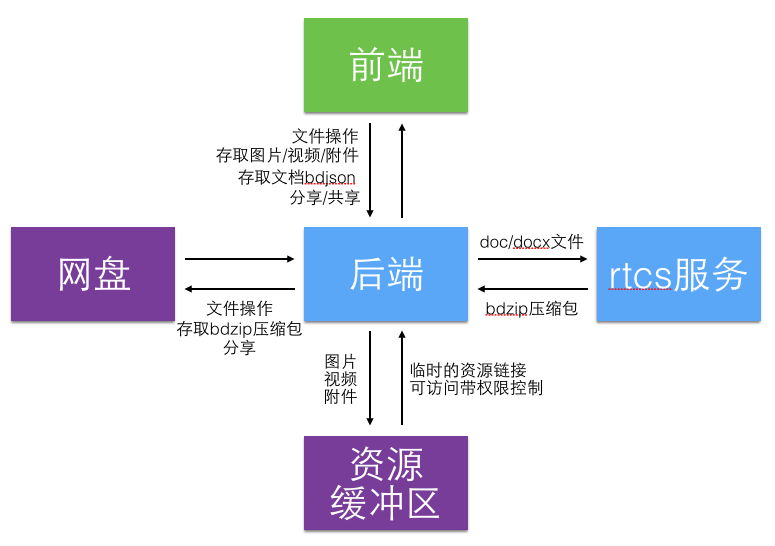 前端
文件操作
存取图片/视频/附件
存取文档bdjson
分享/共享
网盘
后端
doc/docx文件
rtcs服务
bdzip压缩包
文件操作
存取bdzip压缩包
分享
图片
视频
附件
临时的资源链接
可访问带权限控制
资源
缓冲区